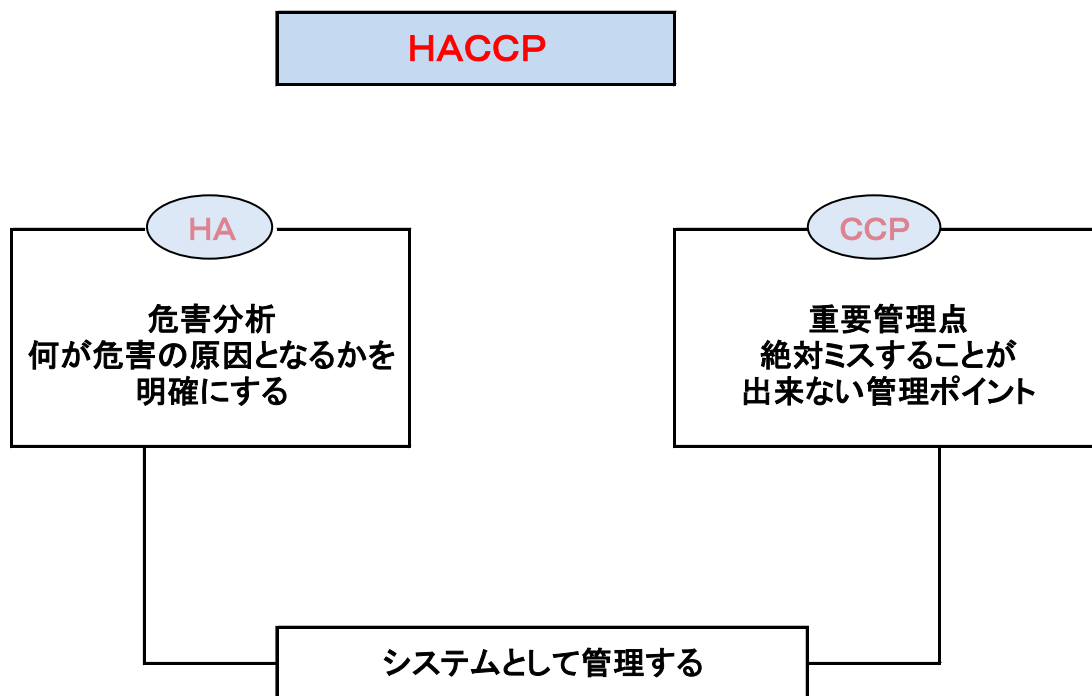 HACCP
HA
危害分析
何が危害の原因となるかを
明確にする
CCP
重要管理点
絶対ミスすることが
出来ない管理ポイント
システムとして管理する